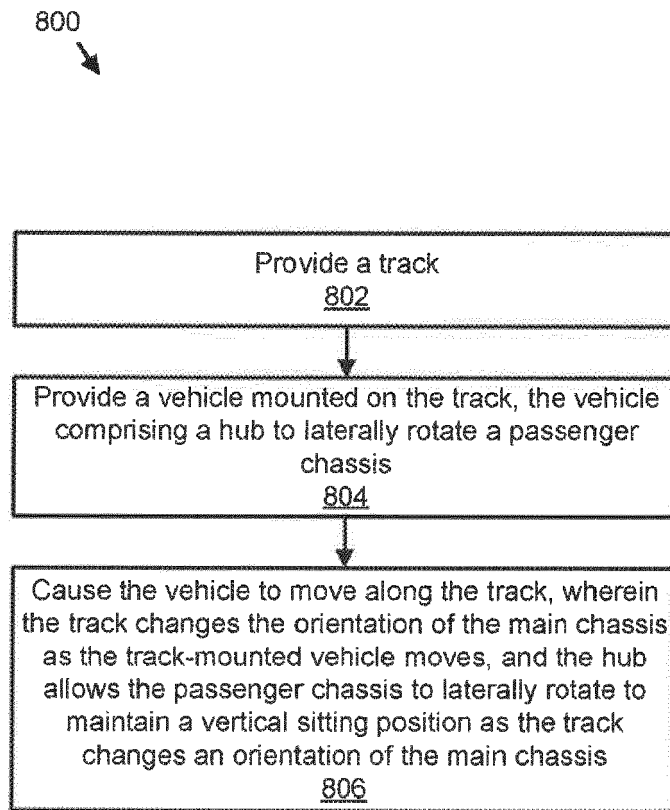 800
Provide a track
802
Provide a vehicle mounted on the track, the vehicle
comprising a hub to laterally rotate a passenger
chassis
804
Cause the vehicle to move along the track, wherein
the track changes the orientation of the main chassis
as the track-mounted vehicle moves, and the hub
allows the passenger chassis to laterally rotate to
maintain a vertical sitting position as the track
changes an orientation of the main chassis
806